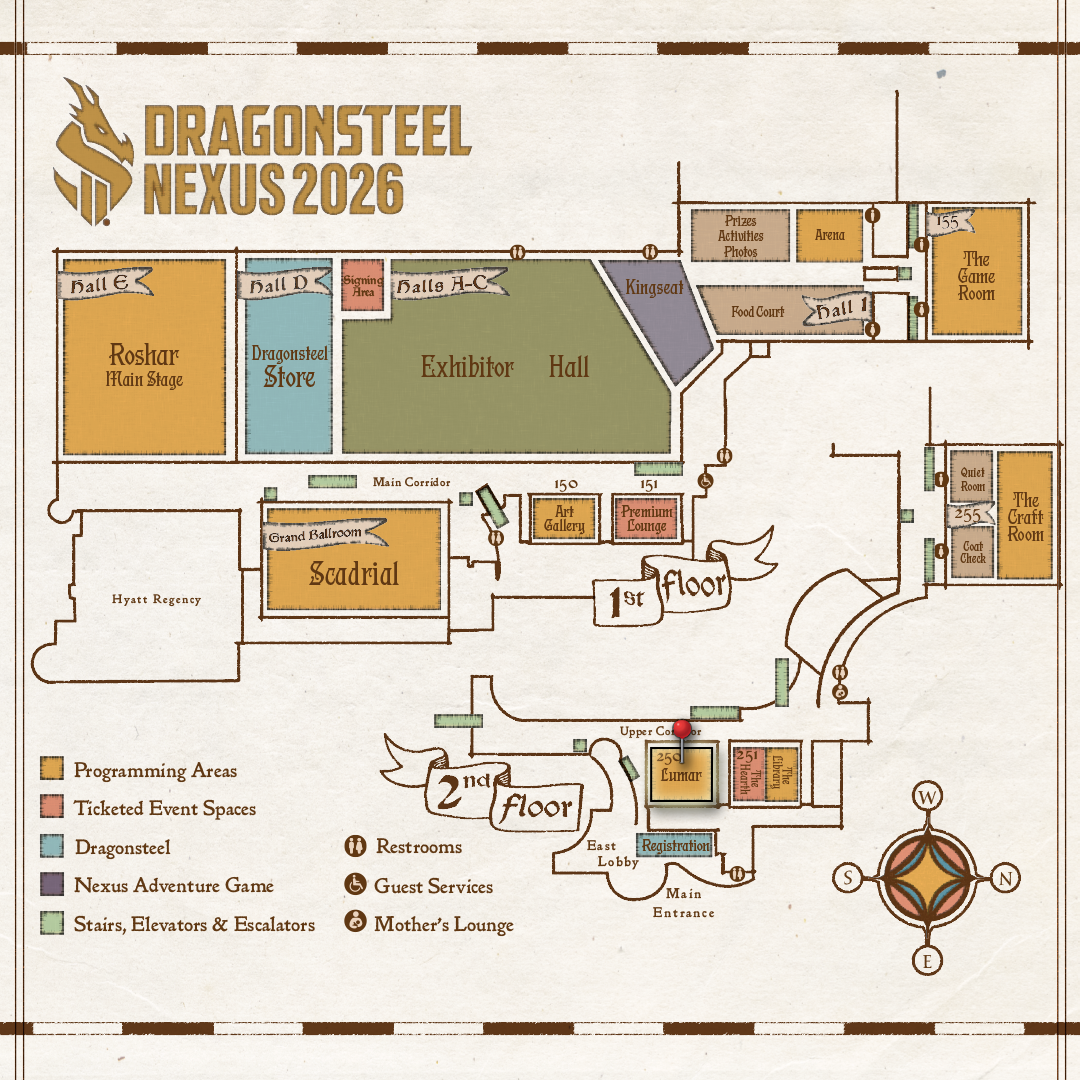 DRAGONSTEEL
NEXUS 2026
Prizes
Activities
Photos
Arena
155
The
Game
Room
Hall E
Hall D
Signing
Area
Halls A-C
Kingseat
Food Court
Hall 1
Roshar
Main Stage
Dragonsteel
Store
Exhibitor Hall
Main Corridor
150
151
Art
Gallery
Premium
Lounge
Quiet
Room
255
Coat
Check
The
Craft
Room
Grand Ballroom
Scadrial
Hyatt Regency
1st floor
Upper
250
Lumar
251
The
Hearth
The
Library
2nd floor
East
Lobby
Registration
Main
Entrance
Programming Areas
Ticketed Event Spaces
Dragonsteel
Nexus Adventure Game
Stairs, Elevators & Escalators
Restrooms
Guest Services
Mother's Lounge
W
S
N
E